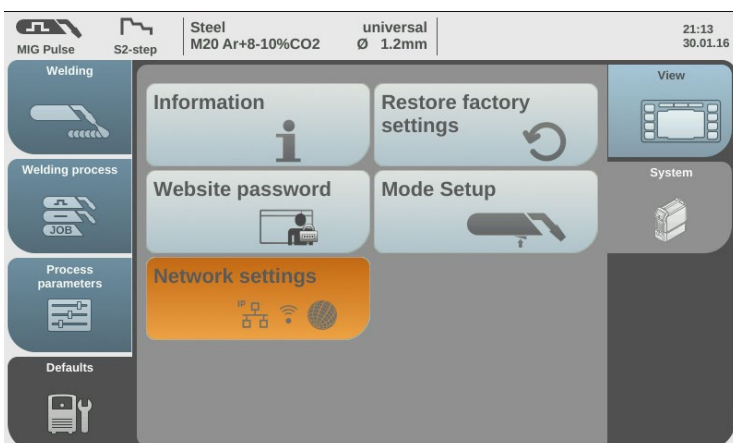 MIG Pulse
S2-step
Steel universal
M20 Ar+8-10%CO2 Ø 1.2mm
21:13
30.01.16
Welding
Welding process
JOB
Process
parameters
Defaults
Information
Restore factory
settings
Website password
Mode Setup
Network settings
IP
View
System